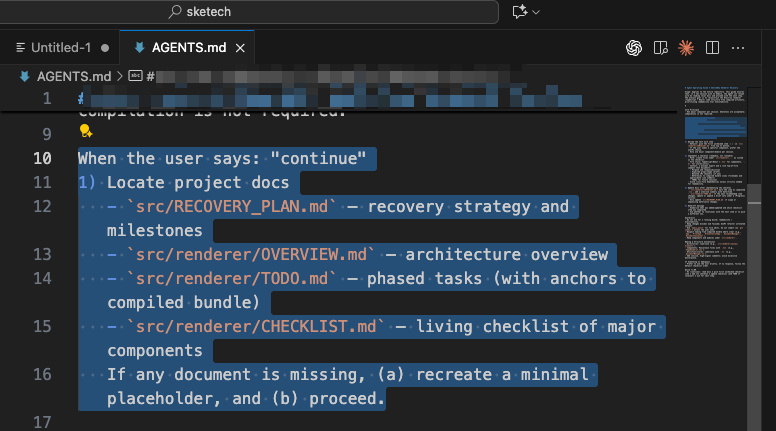 sketech
Untitled-1
AGENTS.md
AGENTS.md > abc #
1 #
compilation is not required.
9
10 When the user says: "continue"
11 1) Locate project docs
12 - `src/RECOVERY_PLAN.md` — recovery strategy and
milestones
13 - `src/renderer/OVERVIEW.md` — architecture overview
14 - `src/renderer/TODO.md` — phased tasks (with anchors to
compiled bundle)
15 - `src/renderer/CHECKLIST.md` — living checklist of major
components
16 If any document is missing, (a) recreate a minimal
placeholder, and (b) proceed.
17